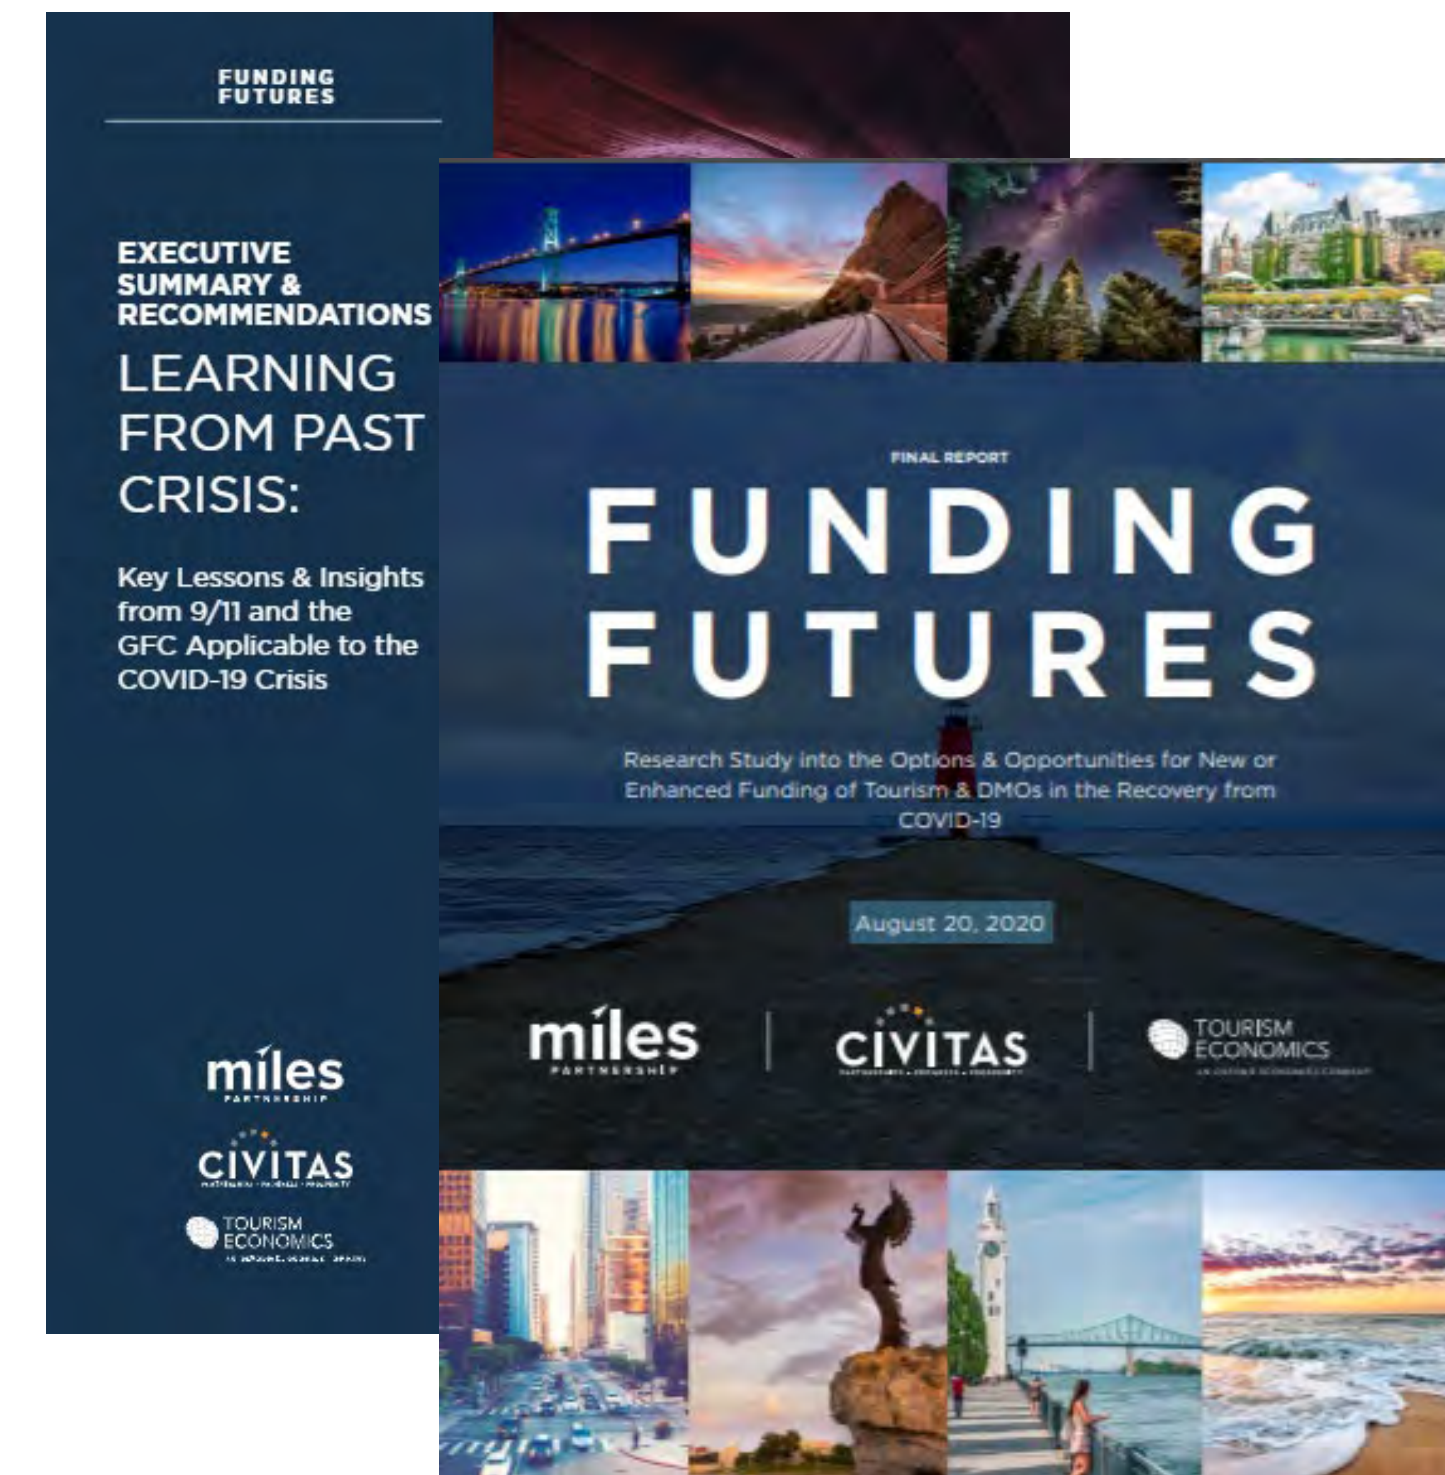 FUNDING
FUTURES
EXECUTIVE
SUMMARY &
RECOMMENDATIONS
LEARNING
FROM PAST
CRISIS:
Key Lessons & Insights
from 9/11 and the
GFC Applicable to the
COVID-19 Crisis
miles
PARTNERSHIP
CIVITAS
TOURISM
ECONOMICS
FINAL REPORT
FUNDING
FUTURES
Research Study into the Options & Opportunities for New or
Enhanced Funding of Tourism & DMOs in the Recovery from
COVID-19
August 20, 2020
miles
PARTNERSHIP
CIVITAS
TOURISM
ECONOMICS